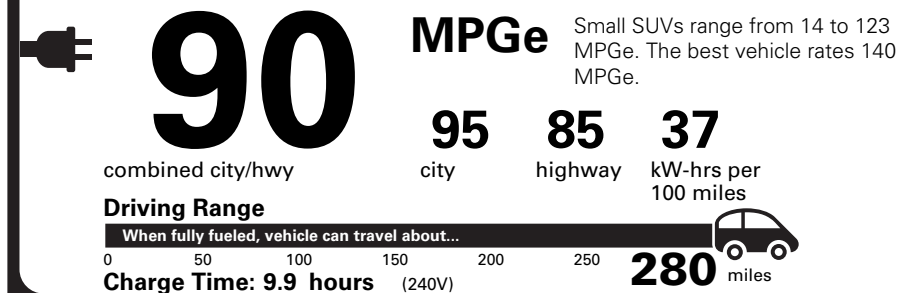 90
MPGe
Small SUVs range from 14 to 123
MPGe. The best vehicle rates 140
MPGe.
combined city/hwy
95
city
85
highway
37
kW-hrs per
100 miles
Driving Range
When fully fueled, vehicle can travel about...
0 50 100 150 200 250 280 miles
Charge Time: 9.9 hours (240V)